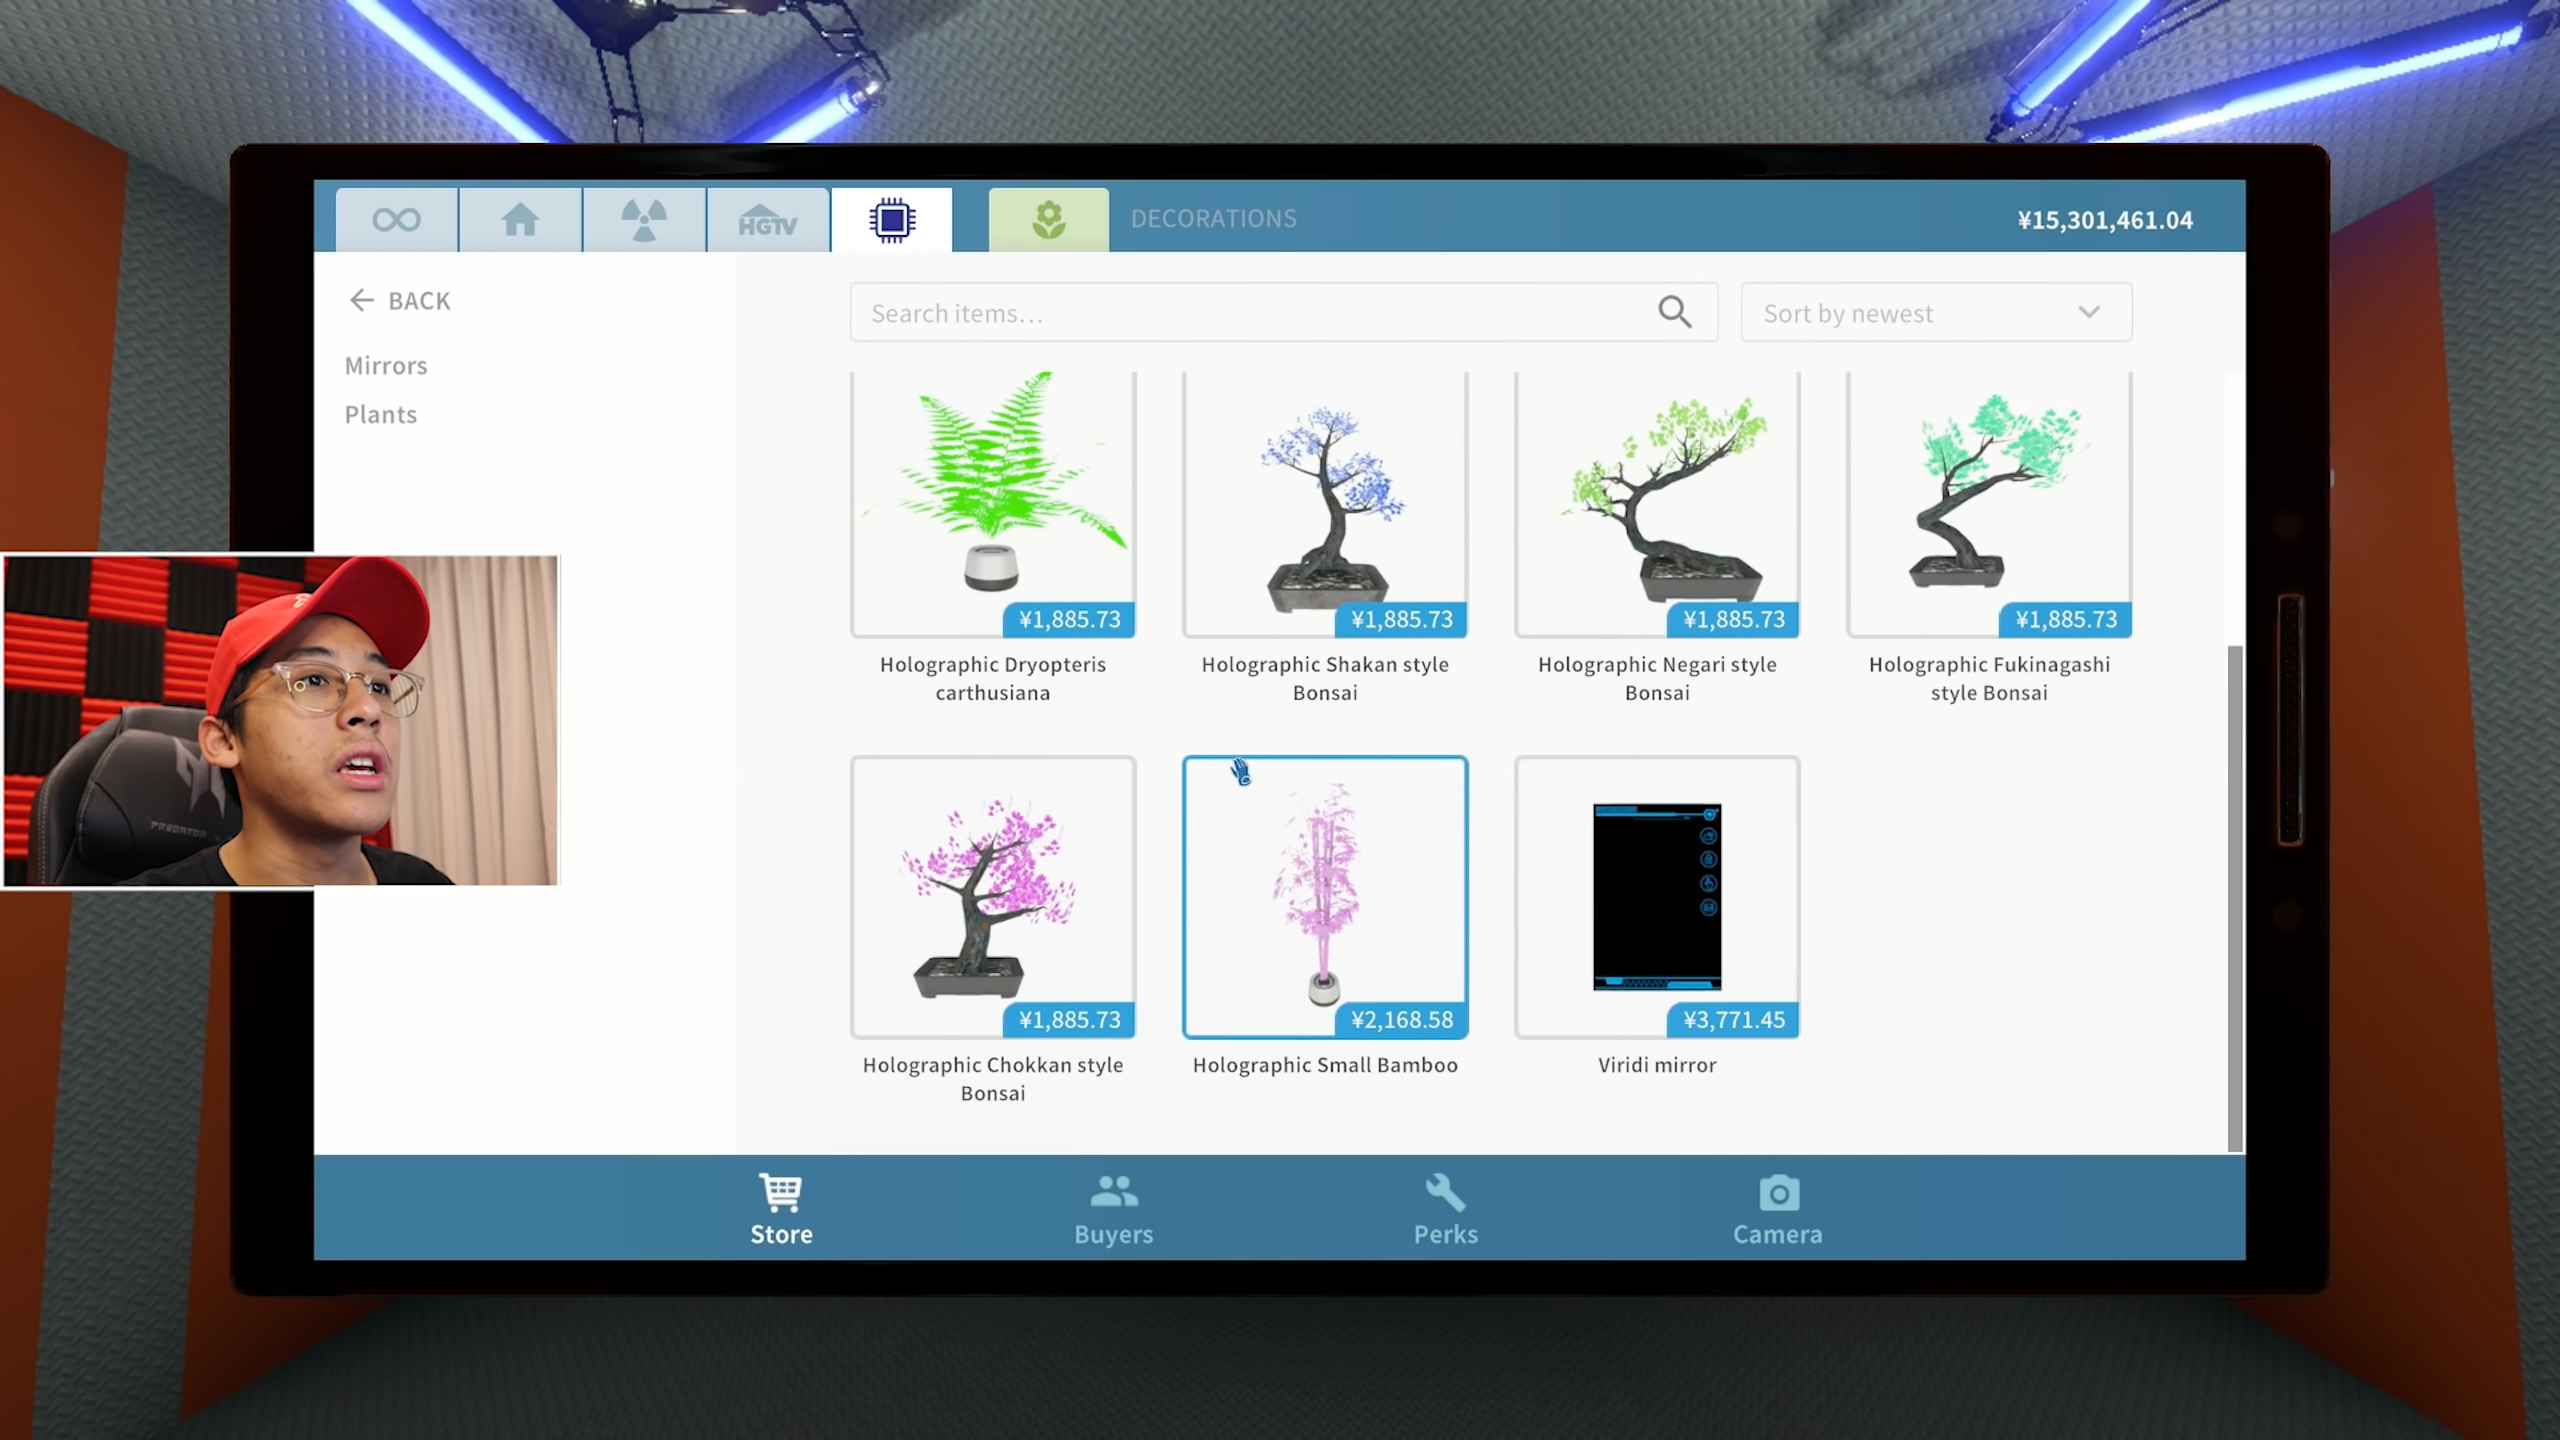 HGTV
DECORATIONS
¥15,301,461.04
BACK
Mirrors
Plants
Search items...
Sort by newest
¥1,885.73
¥1,885.73
¥1,885.73
¥1,885.73
Holographic Dryopteris
carthusiana
Holographic Shakan style
Bonsai
Holographic Negari style
Bonsai
Holographic Fukinagashi
style Bonsai
PREDATOR
¥1,885.73
¥2,168.58
¥3,771.45
Holographic Chokkan style
Bonsai
Holographic Small Bamboo
Viridi mirror
Store
Buyers
Perks
Camera